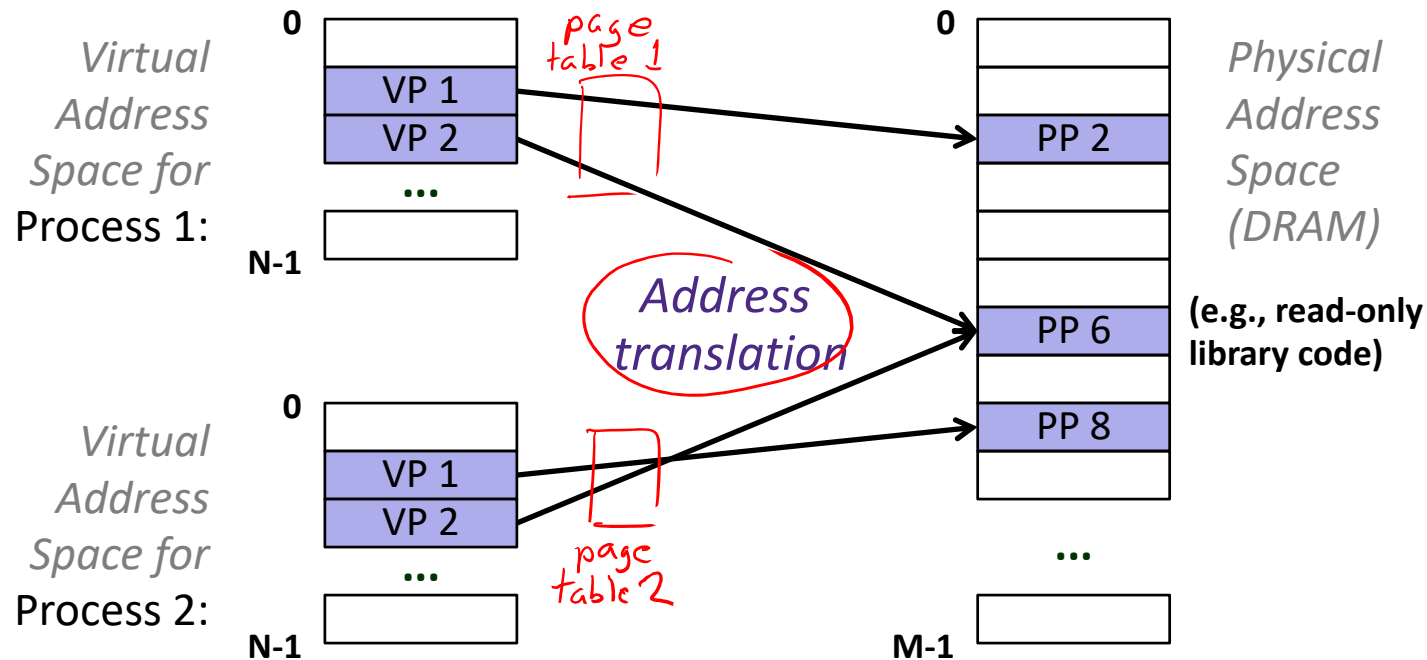 0
Virtual
Address
Space for
Process 1:
VP 1
VP 2
...
N-1
page
table 1
Address
translation
0
Virtual
Address
Space for
Process 2:
VP 1
VP 2
...
N-1
page
table 2
0
PP 2
PP 6
PP 8
...
M-1
Physical
Address
Space
(DRAM)
(e.g., read-only
library code)